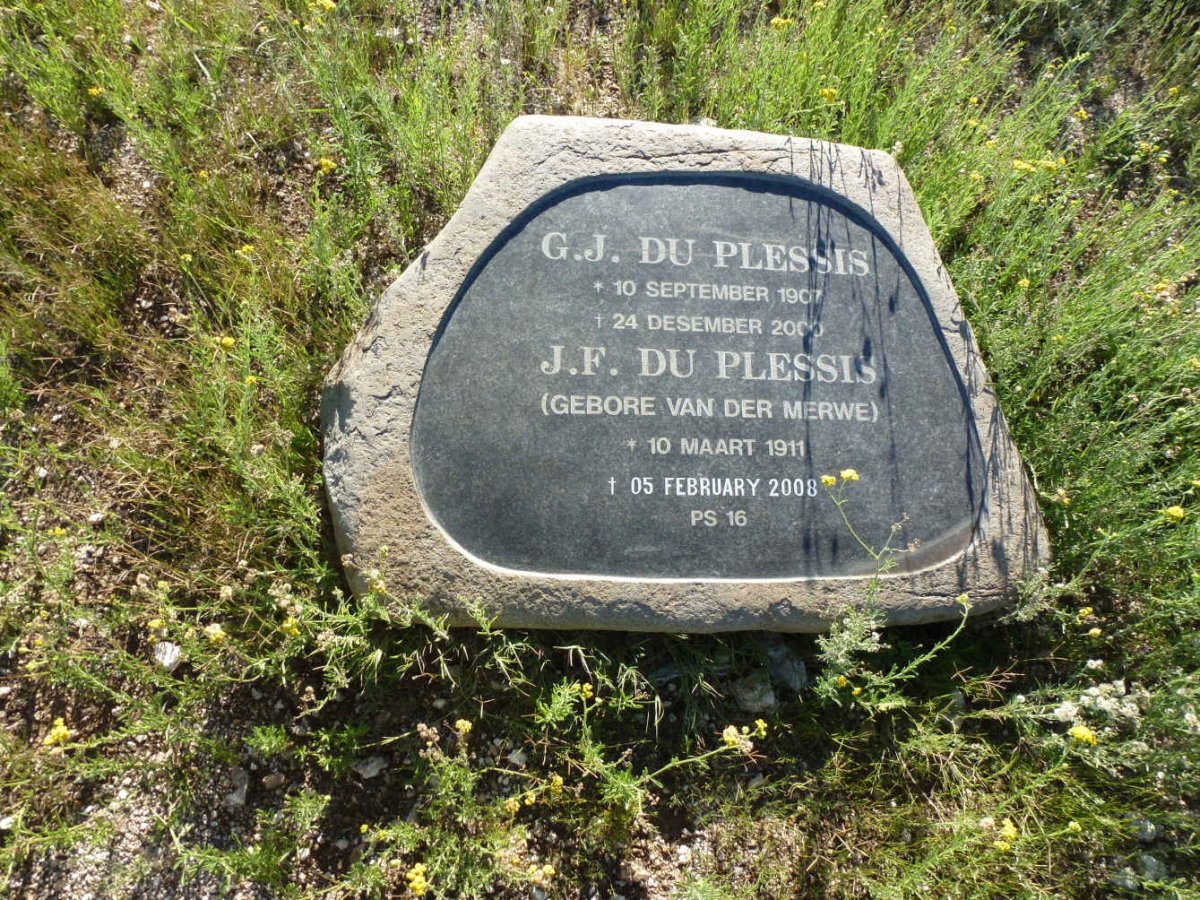 G.J. DU PLESSIS
* 10 SEPTEMBER 1907
† 24 DESEMBER 2000
J.F. DU PLESSIS
(GEBORE VAN DER MERWE)
* 10 MAART 1911
† 05 FEBRUARY 2008
PS 16